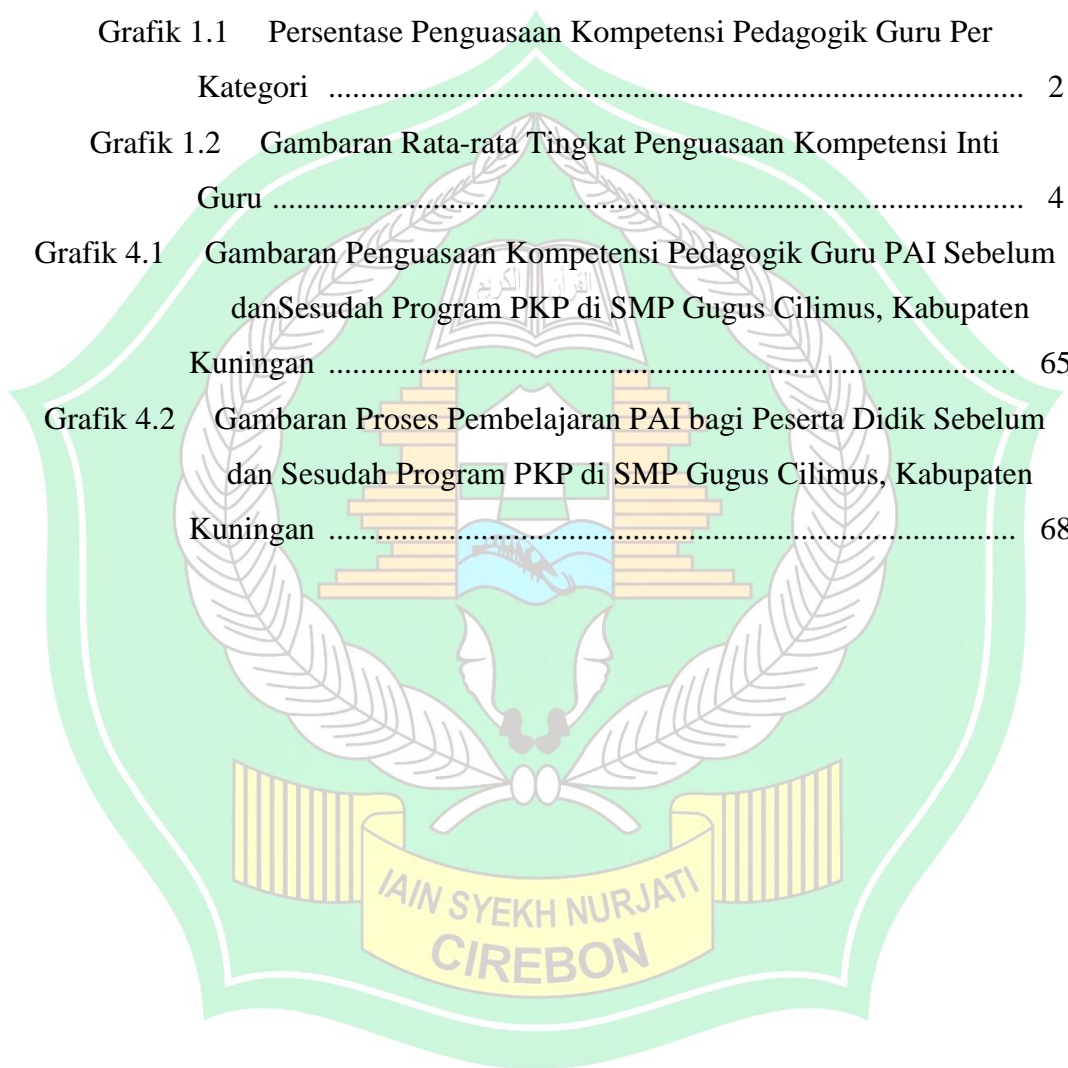 Grafik 1.1 Persentase Penguasaan Kompetensi Pedagogik Guru Per
Kategori ...................................................................................... 2
Grafik 1.2 Gambaran Rata-rata Tingkat Penguasaan Kompetensi Inti
Guru ............................................................................................. 4
Grafik 4.1 Gambaran Penguasaan Kompetensi Pedagogik Guru PAI Sebelum
danSesudah Program PKP di SMP Gugus Cilimus, Kabupaten
Kuningan ..................................................................................... 65
Grafik 4.2 Gambaran Proses Pembelajaran PAI bagi Peserta Didik Sebelum
dan Sesudah Program PKP di SMP Gugus Cilimus, Kabupaten
Kuningan ..................................................................................... 68
القرآن
الكريم
IAIN SYEKH NURJATI
CIREBON